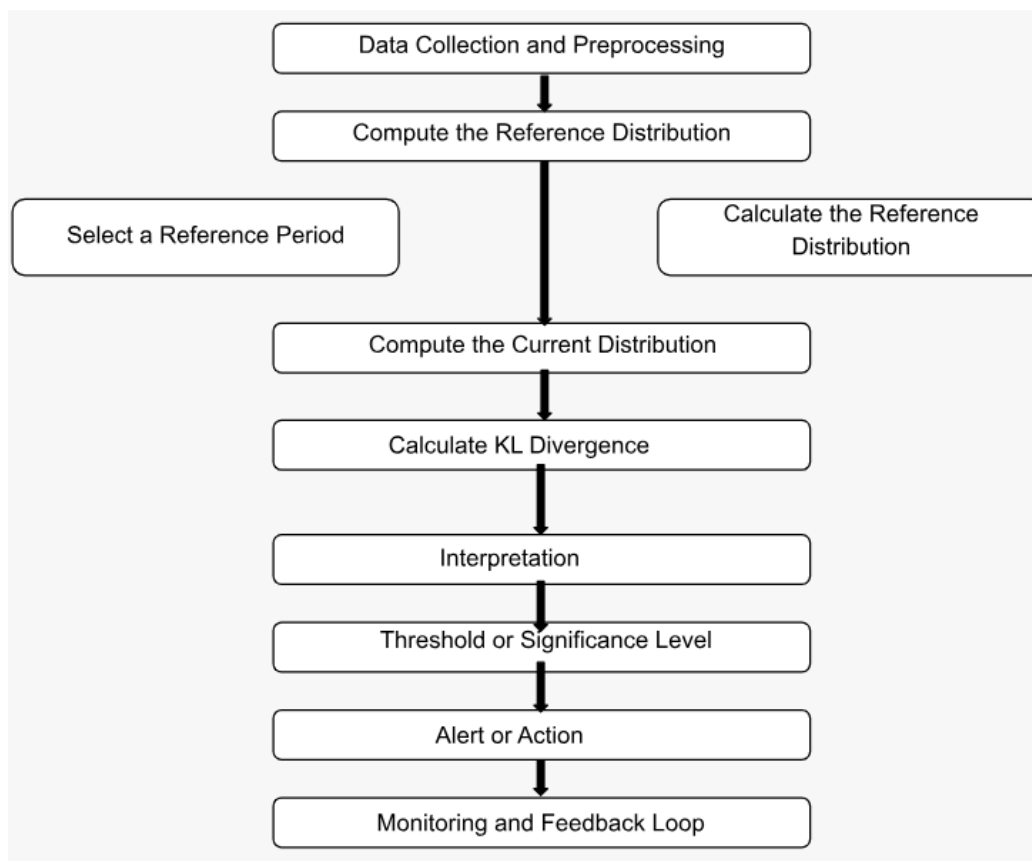 Data Collection and Preprocessing
Compute the Reference Distribution
Select a Reference Period
Calculate the Reference
Distribution
Compute the Current Distribution
Calculate KL Divergence
Interpretation
Threshold or Significance Level
Alert or Action
Monitoring and Feedback Loop